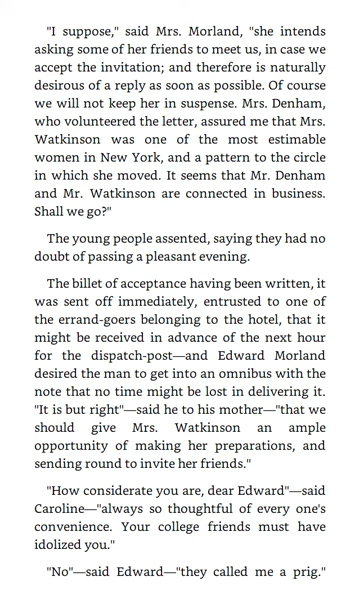 "I suppose," said Mrs. Morland, "she intends
asking some of her friends to meet us, in case we
accept the invitation; and therefore is naturally
desirous of a reply as soon as possible. Of course
we will not keep her in suspense. Mrs. Denham,
who volunteered the letter, assured me that Mrs.
Watkinson was one of the most estimable
women in New York, and a pattern to the circle
in which she moved. It seems that Mr. Denham
and Mr. Watkinson are connected in business.
Shall we go?"
The young people assented, saying they had no
doubt of passing a pleasant evening.
The billet of acceptance having been written, it
was sent off immediately, entrusted to one of
the errand-goers belonging to the hotel, that it
might be received in advance of the next hour
for the dispatch-post—and Edward Morland
desired the man to get into an omnibus with the
note that no time might be lost in delivering it.
"It is but right"—said he to his mother—"that we
should give Mrs. Watkinson an ample
opportunity of making her preparations, and
sending round to invite her friends."
"How considerate you are, dear Edward"—said
Caroline—"always so thoughtful of every one's
convenience. Your college friends must have
idolized you."
"No"—said Edward—"they called me a prig."